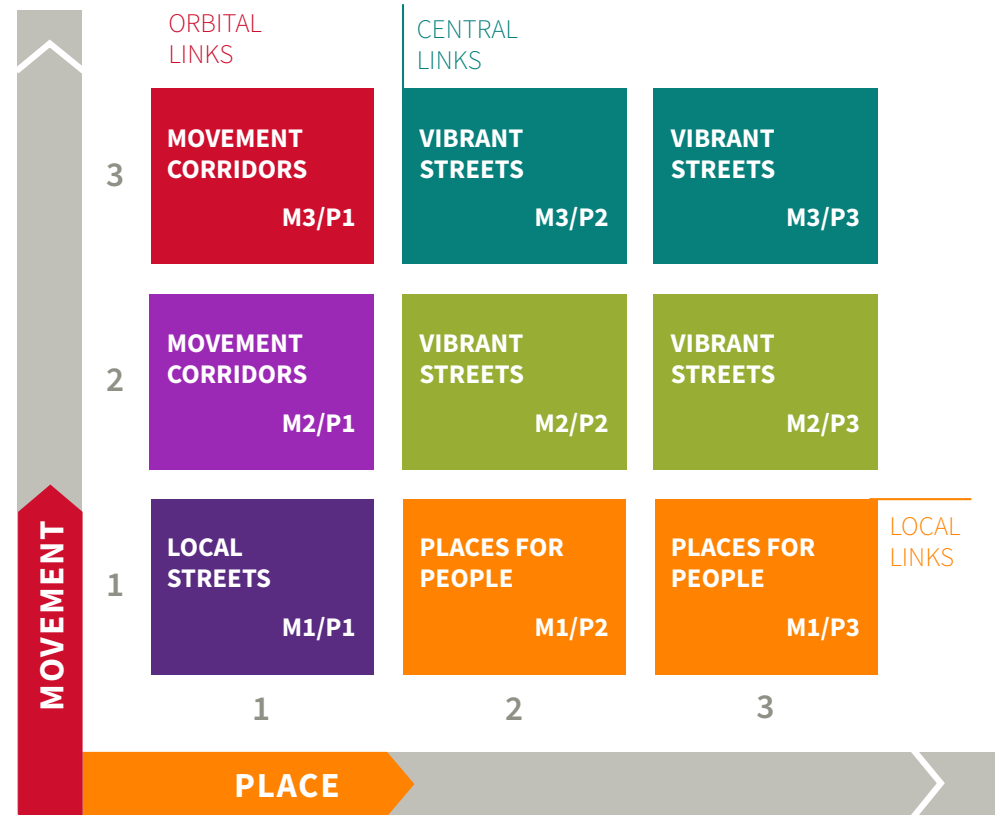 ORBITAL
LINKS
CENTRAL
LINKS
3
MOVEMENT
CORRIDORS
M3/P1
VIBRANT
STREETS
M3/P2
VIBRANT
STREETS
M3/P3
2
MOVEMENT
CORRIDORS
M2/P1
VIBRANT
STREETS
M2/P2
VIBRANT
STREETS
M2/P3
1
LOCAL
STREETS
M1/P1
PLACES FOR
PEOPLE
M1/P2
PLACES FOR
PEOPLE
M1/P3
LOCAL
LINKS
MOVEMENT
1
2
3
PLACE